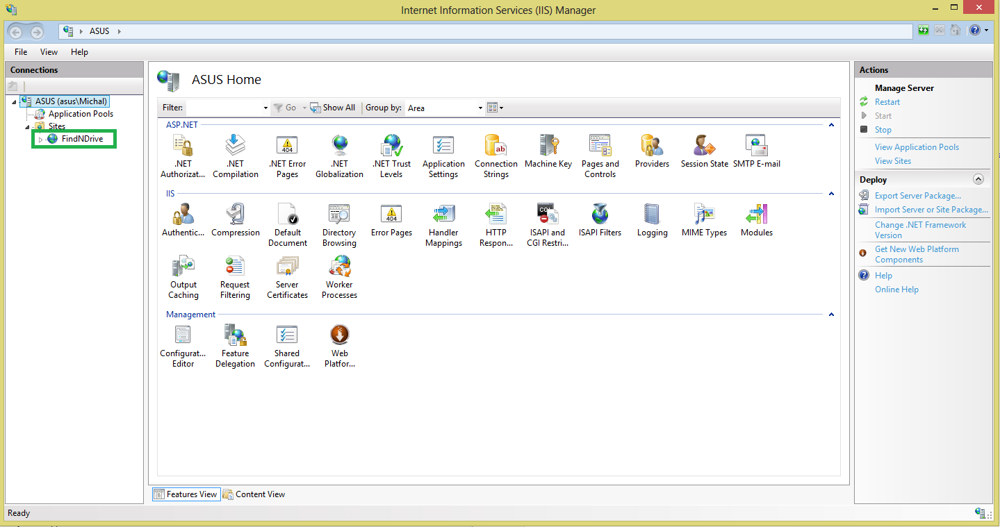 Internet Information Services (IIS) Manager
ASUS
File View Help
Connections
ASUS (asus\Michal)
Application Pools
Sites
FindNDrive
ASUS Home
Filter: Go Show All Group by: Area
ASP.NET
.NET Authorizat...
.NET Compilation
.NET Error Pages
.NET Globalization
.NET Trust Levels
Application Settings
Connection Strings
Machine Key
Pages and Controls
Providers
Session State
SMTP E-mail
IIS
Authentic...
Compression
Default Document
Directory Browsing
Error Pages
Handler Mappings
HTTP Respon...
ISAPI and CGI Restri...
ISAPI Filters
Logging
MIME Types
Modules
Output Caching
Request Filtering
Server Certificates
Worker Processes
Management
Configurat... Editor
Feature Delegation
Shared Configurat...
Web Platfor...
Features View Content View
Actions
Manage Server
Restart
Start
Stop
View Application Pools
View Sites
Deploy
Export Server Package...
Import Server or Site Package...
Change .NET Framework
Version
Get New Web Platform
Components
Help
Online Help
Ready